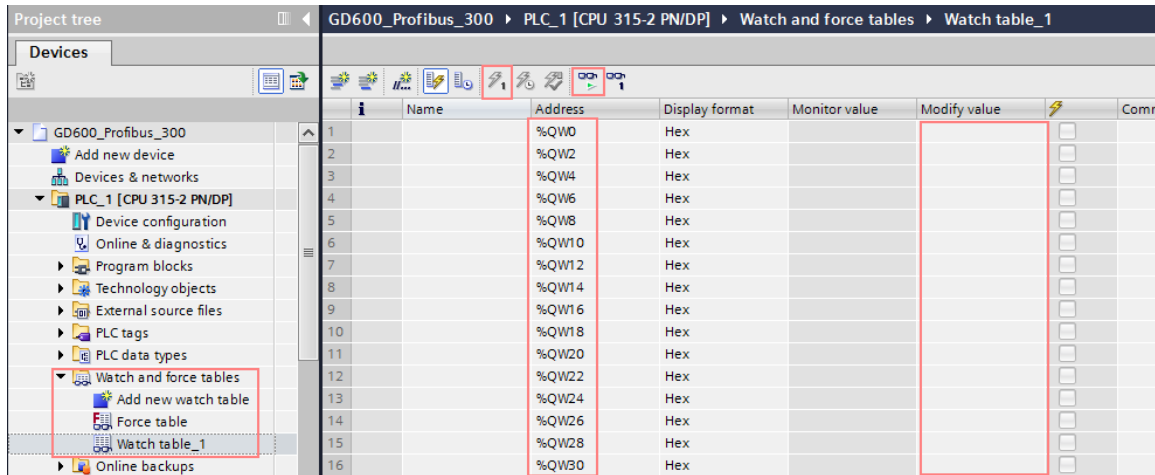 Project tree
GD600_Profibus_300 ▸ PLC_1 [CPU 315-2 PN/DP] ▸ Watch and force tables ▸ Watch table_1
Devices
i Name Address Display format Monitor value Modify value
GD600_Profibus_300
Add new device
Devices & networks
PLC_1 [CPU 315-2 PN/DP]
Device configuration
Online & diagnostics
Program blocks
Technology objects
External source files
PLC tags
PLC data types
Watch and force tables
Add new watch table
Force table
Watch table_1
Online backups
1 %QW0 Hex
2 %QW2 Hex
3 %QW4 Hex
4 %QW6 Hex
5 %QW8 Hex
6 %QW10 Hex
7 %QW12 Hex
8 %QW14 Hex
9 %QW16 Hex
10 %QW18 Hex
11 %QW20 Hex
12 %QW22 Hex
13 %QW24 Hex
14 %QW26 Hex
15 %QW28 Hex
16 %QW30 Hex